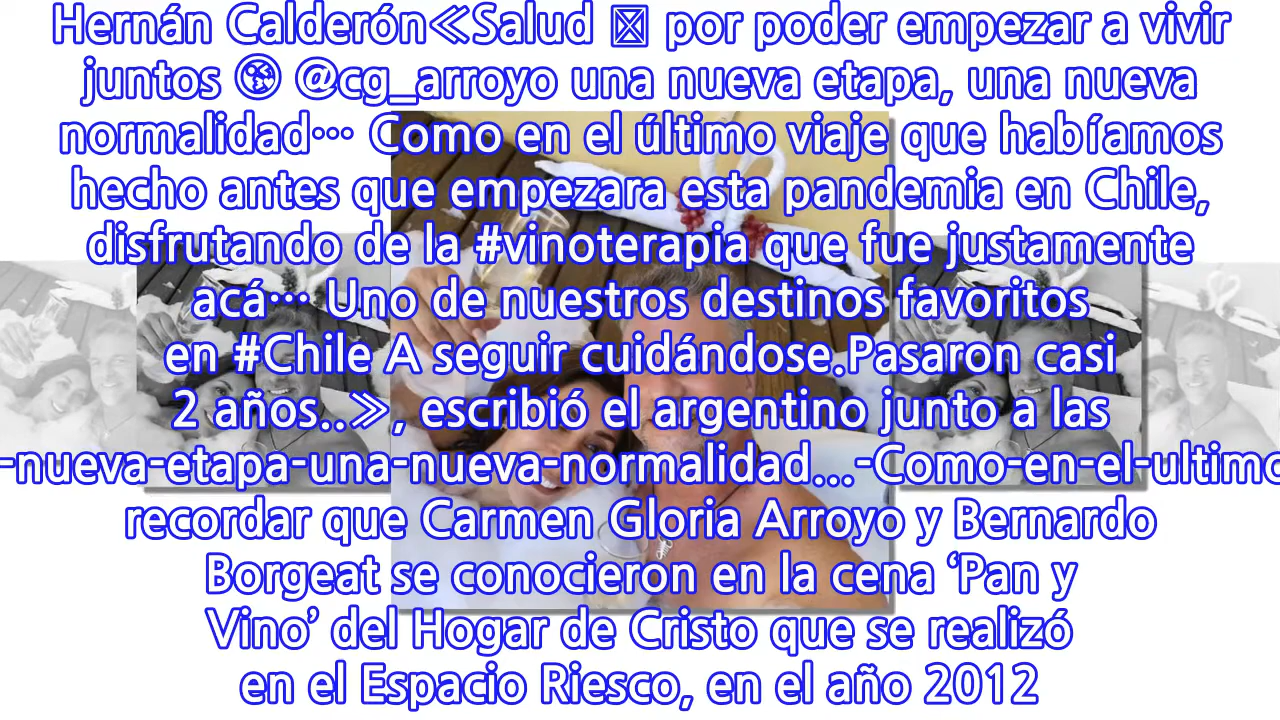 Hernán Calderón≪Salud por poder empezar a vivir
juntos 😘 @cg_arroyo una nueva etapa, una nueva
normalidad… Como en el último viaje que habíamos
hecho antes que empezara esta pandemia en Chile,
disfrutando de la #vinoterapia que fue justamente
acá… Uno de nuestros destinos favoritos
en #Chile A seguir cuidándose.Pasaron casi
2 años..≫, escribió el argentino junto a las
-nueva-etapa-una-nueva-normalidad...-Como-en-el-ultimo
recordar que Carmen Gloria Arroyo y Bernardo
Borgeat se conocieron en la cena ‘Pan y
Vino’ del Hogar de Cristo que se realizó
en el Espacio Riesco, en el año 2012